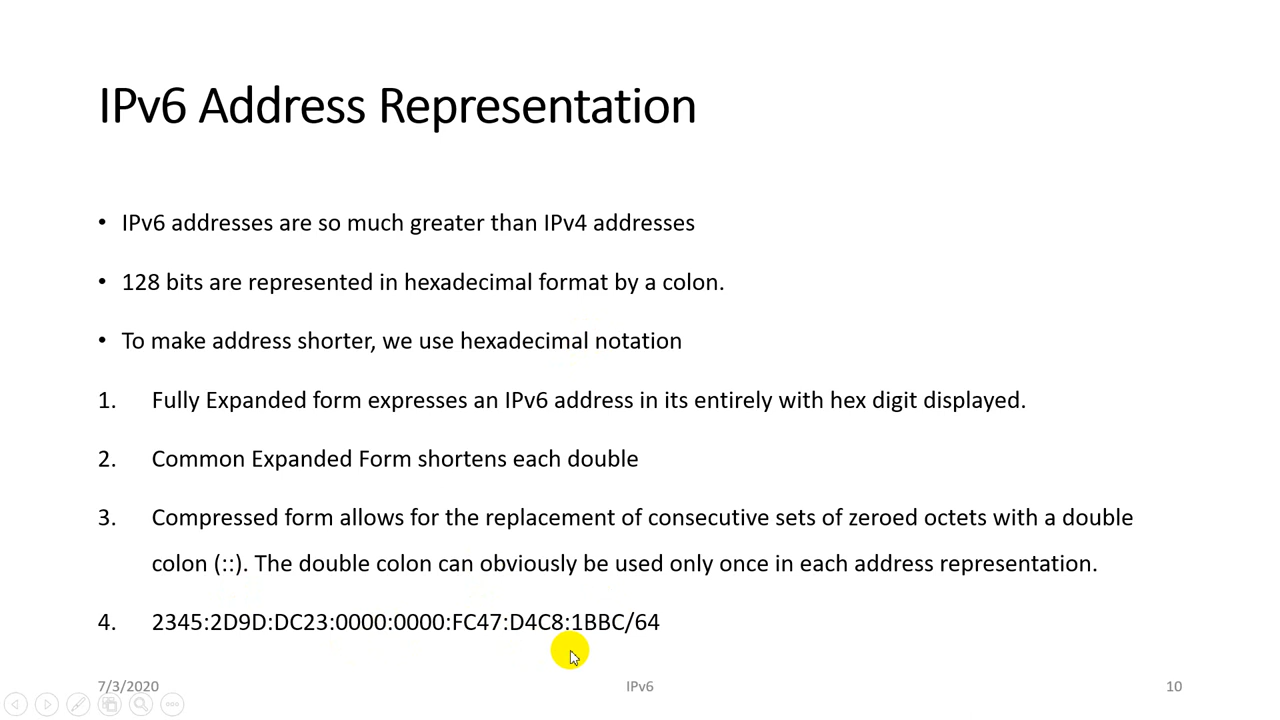 IPv6 Address Representation
• IPv6 addresses are so much greater than IPv4 addresses
• 128 bits are represented in hexadecimal format by a colon.
• To make address shorter, we use hexadecimal notation
1. Fully Expanded form expresses an IPv6 address in its entirely with hex digit displayed.
2. Common Expanded Form shortens each double
3. Compressed form allows for the replacement of consecutive sets of zeroed octets with a double
colon (::). The double colon can obviously be used only once in each address representation.
4. 2345:2D9D:DC23:0000:0000:FC47:D4C8:1BBC/64
7/3/2020 IPv6 10